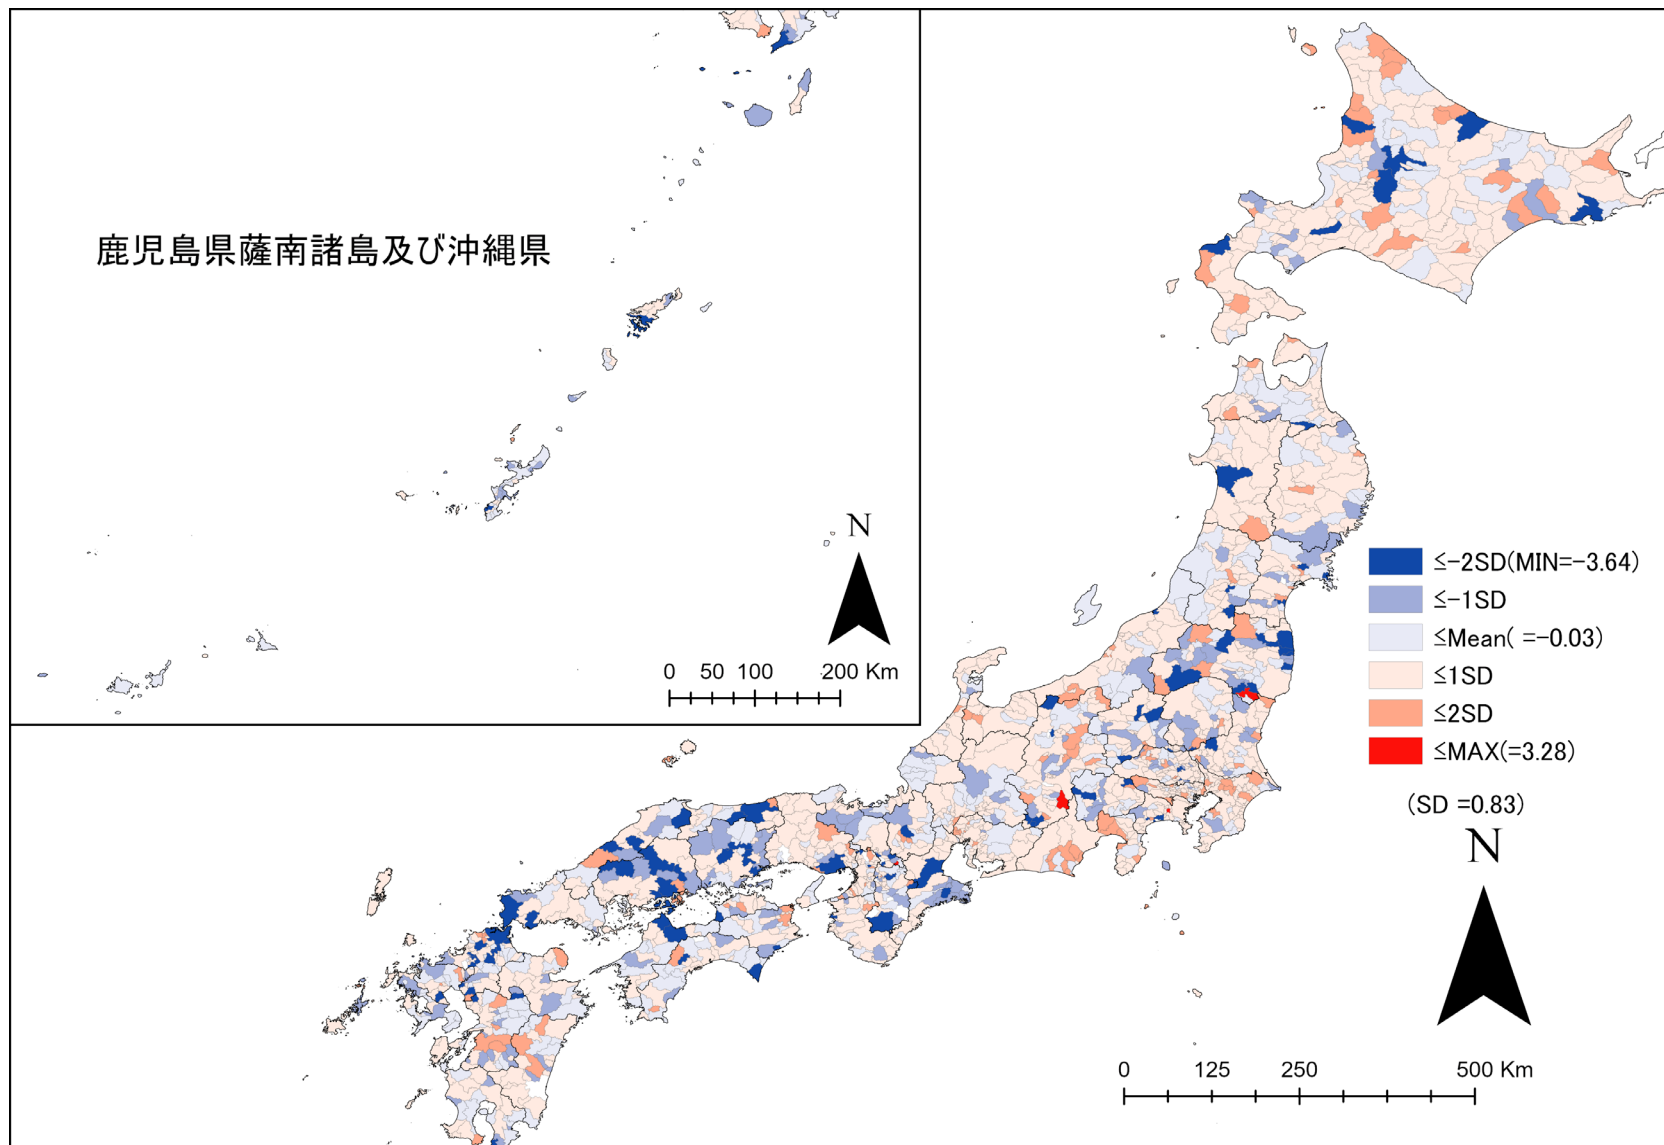 鹿児島県薩南諸島及び沖縄県
N
0 50 100 200 Km
≤-2SD(MIN=-3.64)
≤-1SD
≤Mean( =-0.03)
≤1SD
≤2SD
≤MAX(=3.28)
(SD =0.83)
N
0 125 250 500 Km